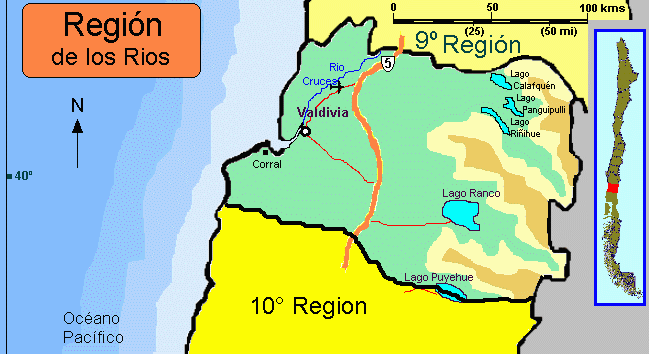 Región
de los Rios
0
50
100 kms
(25)
(50 mi)
9º Región
5
Rio
Cruces
Lago
Calafquén
Lago
Panguipulli
Lago
Riñihue
N
Valdivia
Corral
40°
Lago Ranco
Lago Puyehue
10° Region
Océano
Pacífico